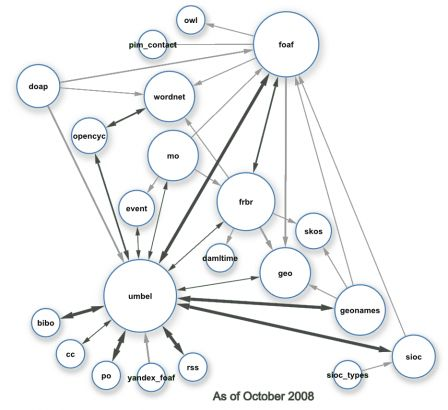 owl
pim_contact
foaf
doap
wordnet
opencyc
mo
event
frbr
skos
damltime
geo
umbel
geonames
bibo
cc
sioc
po
yandex_foaf
rss
sioc_types
As of October 2008